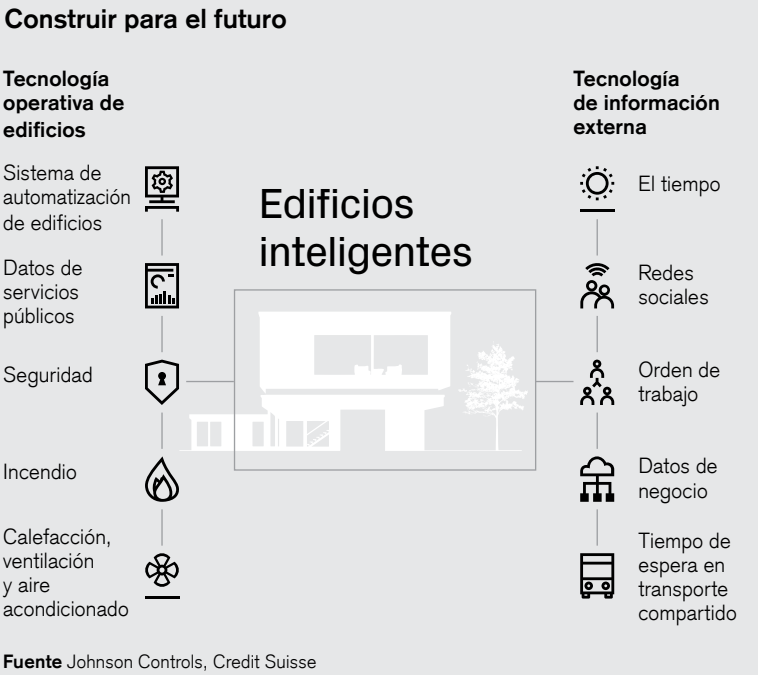 Construir para el futuro
Tecnología
operativa de
edificios
Sistema de
automatización
de edificios
Datos de
servicios
públicos
Seguridad
Incendio
Calefacción,
ventilación
y aire
acondicionado
Edificios
inteligentes
Tecnología
de información
externa
El tiempo
Redes
sociales
Orden de
trabajo
Datos de
negocio
Tiempo de
espera en
transporte
compartido
Fuente Johnson Controls, Credit Suisse